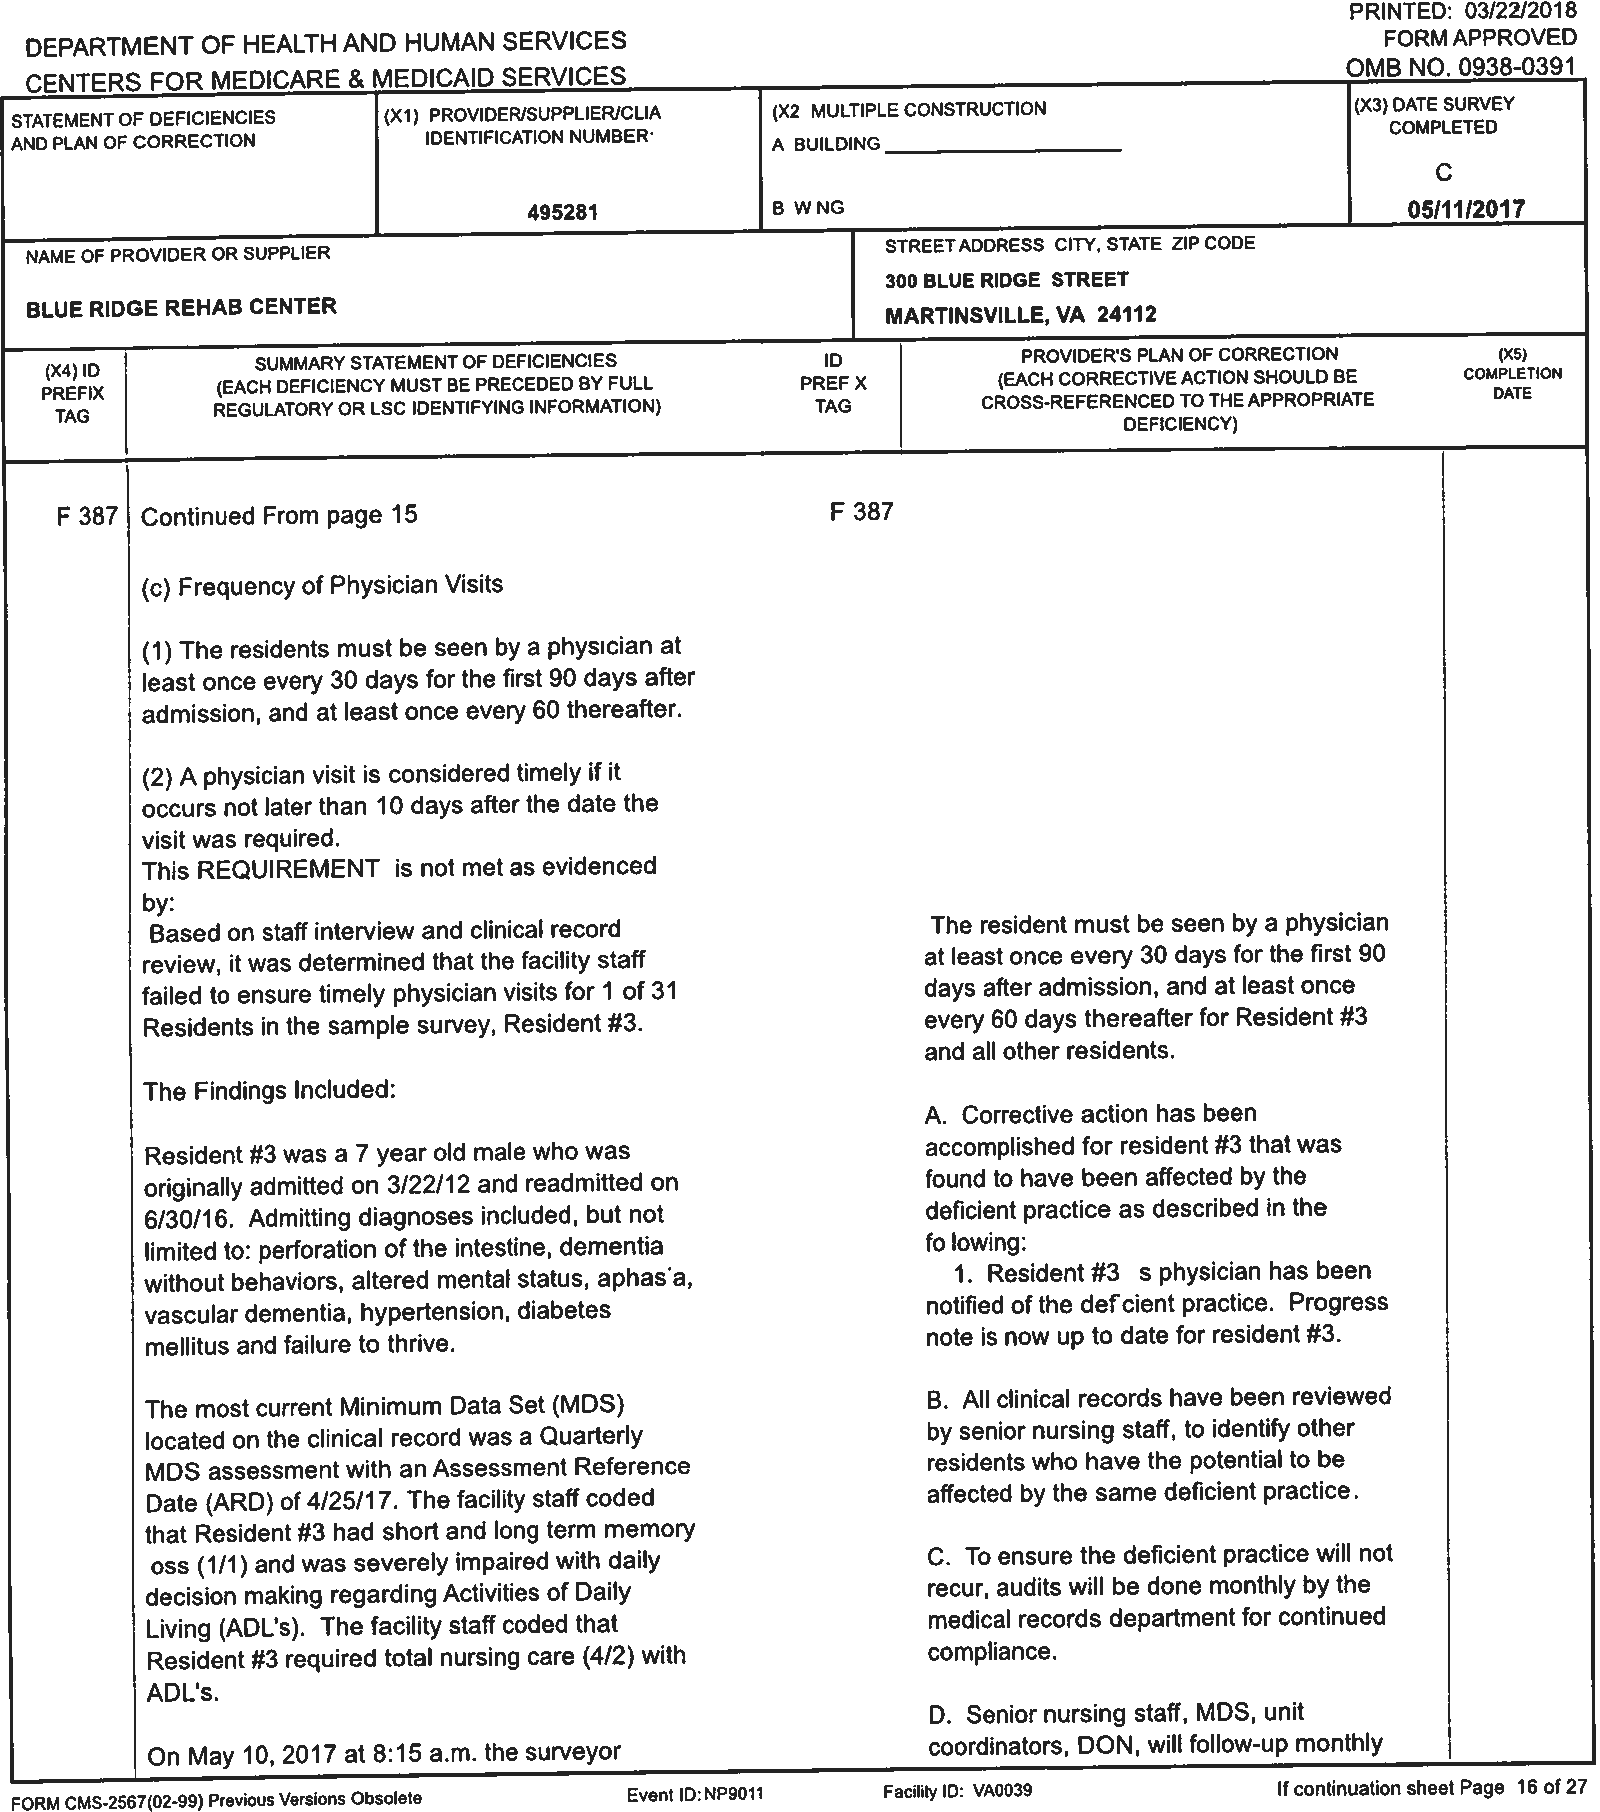 PRINTED: 03/22/2018
DEPARTMENT OF HEALTH AND HUMAN SERVICES
FORM APPROVED
CENTERS FOR MEDICARE & MEDICAID SERVICES
OMB NO. 0938-0391
STATEMENT OF DEFICIENCIES
AND PLAN OF CORRECTION
(X1) PROVIDER/SUPPLIER/CLIA
IDENTIFICATION NUMBER·
495281
(X2 MULTIPLE CONSTRUCTION
A BUILDING
B W NG
(X3) DATE SURVEY
COMPLETED
C
05/11/2017
NAME OF PROVIDER OR SUPPLIER
BLUE RIDGE REHAB CENTER
STREET ADDRESS CITY, STATE ZIP CODE
300 BLUE RIDGE STREET
MARTINSVILLE, VA 24112
(X4) ID
PREFIX
TAG
SUMMARY STATEMENT OF DEFICIENCIES
(EACH DEFICIENCY MUST BE PRECEDED BY FULL
REGULATORY OR LSC IDENTIFYING INFORMATION)
ID
PREF X
TAG
PROVIDER'S PLAN OF CORRECTION
(EACH CORRECTIVE ACTION SHOULD BE
CROSS-REFERENCED TO THE APPROPRIATE
DEFICIENCY)
(X5)
COMPLETION
DATE
F 387
Continued From page 15
(c) Frequency of Physician Visits
(1) The residents must be seen by a physician at
least once every 30 days for the first 90 days after
admission, and at least once every 60 thereafter.
(2) A physician visit is considered timely if it
occurs not later than 10 days after the date the
visit was required.
This REQUIREMENT is not met as evidenced
by:
Based on staff interview and clinical record
review, it was determined that the facility staff
failed to ensure timely physician visits for 1 of 31
Residents in the sample survey, Resident #3.
The Findings Included:
Resident #3 was a 7 year old male who was
originally admitted on 3/22/12 and readmitted on
6/30/16. Admitting diagnoses included, but not
limited to: perforation of the intestine, dementia
without behaviors, altered mental status, aphas'a,
vascular dementia, hypertension, diabetes
mellitus and failure to thrive.
The most current Minimum Data Set (MDS)
located on the clinical record was a Quarterly
MDS assessment with an Assessment Reference
Date (ARD) of 4/25/17. The facility staff coded
that Resident #3 had short and long term memory
oss (1/1) and was severely impaired with daily
decision making regarding Activities of Daily
Living (ADL's). The facility staff coded that
Resident #3 required total nursing care (4/2) with
ADL's.
On May 10, 2017 at 8:15 a.m. the surveyor
F 387
The resident must be seen by a physician
at least once every 30 days for the first 90
days after admission, and at least once
every 60 days thereafter for Resident #3
and all other residents.
A. Corrective action has been
accomplished for resident #3 that was
found to have been affected by the
deficient practice as described in the
fo lowing:
1. Resident #3 s physician has been
notified of the def cient practice. Progress
note is now up to date for resident #3.
B. All clinical records have been reviewed
by senior nursing staff, to identify other
residents who have the potential to be
affected by the same deficient practice.
C. To ensure the deficient practice will not
recur, audits will be done monthly by the
medical records department for continued
compliance.
D. Senior nursing staff, MDS, unit
coordinators, DON, will follow-up monthly
FORM CMS-2567(02-99) Previous Versions Obsolete
Event ID: NP9011
Facility ID: VA0039
If continuation sheet Page 16 of 27